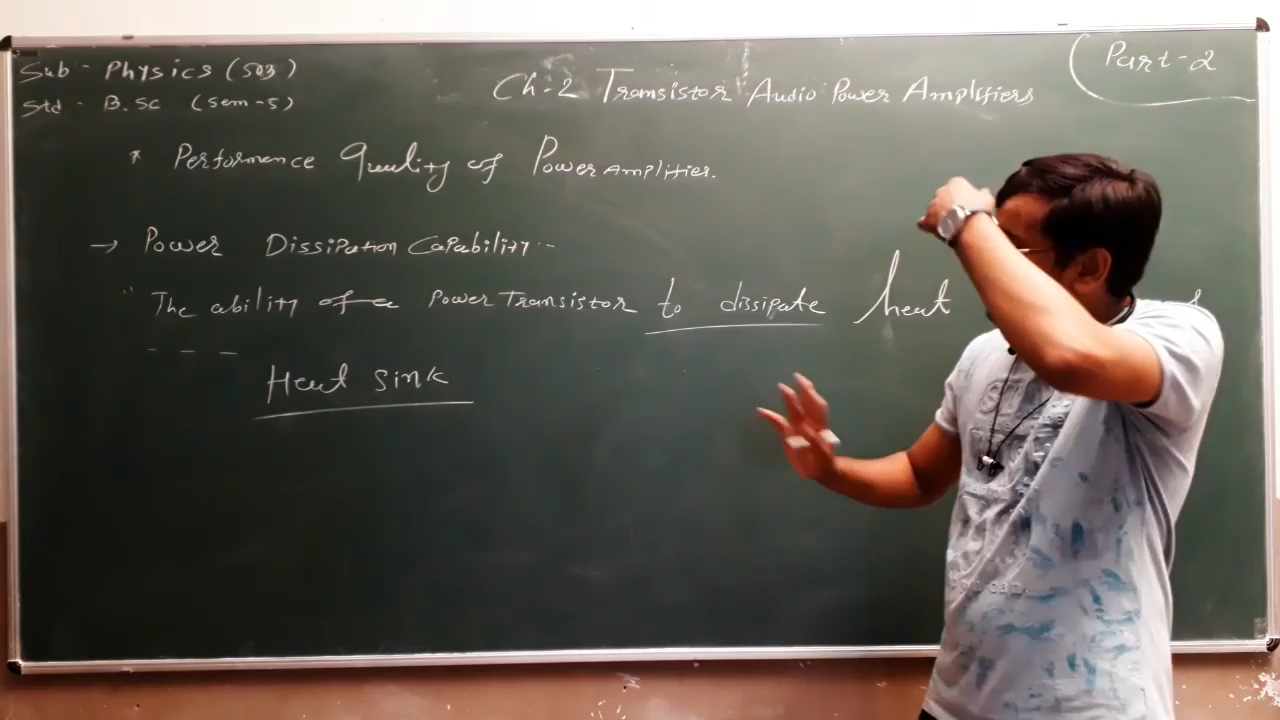 Sub - Physics (503)
Std - B.SC (Sem-5)
Ch-2 Transistor Audio Power Amplifiers
Part-2
* Performence Quality of Power Amplifier.
→ Power Dissipation Capability --
" The ability of a Power Transistor to dissipate heat
- - -
Heat sink